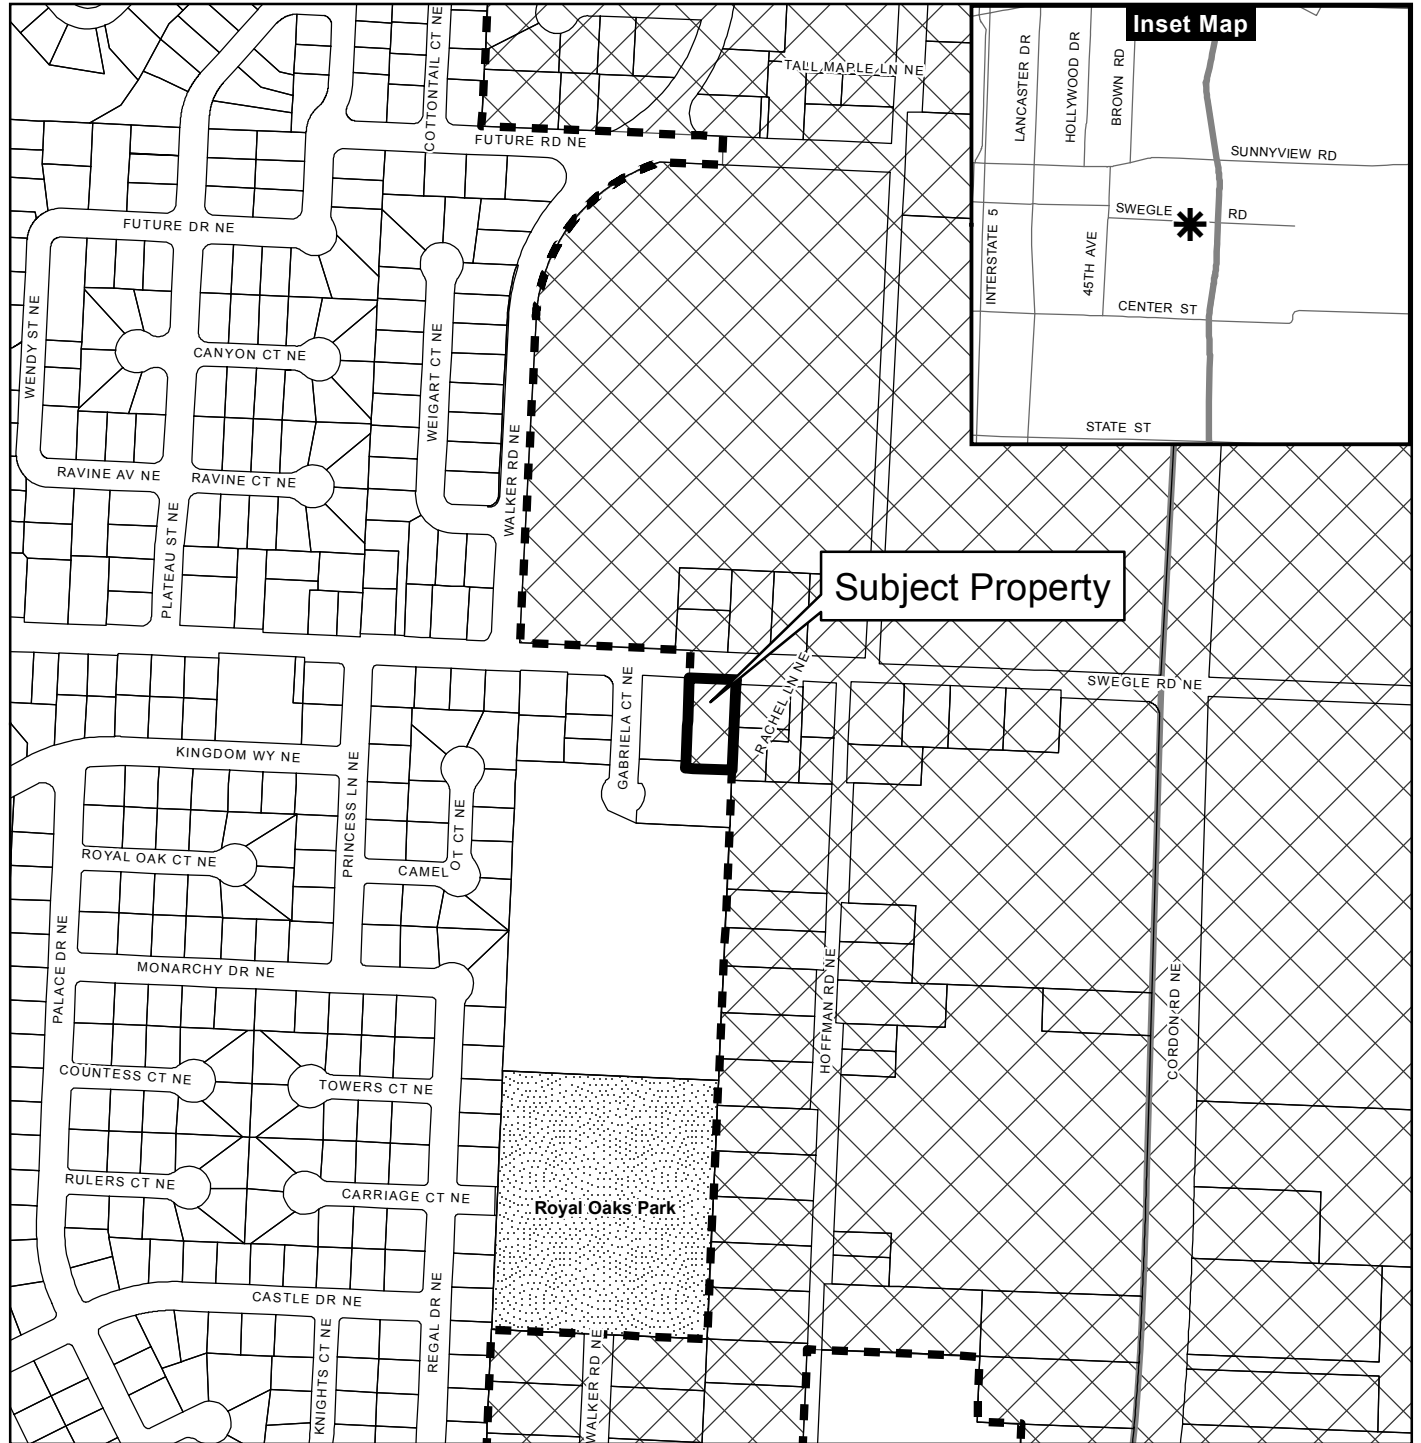 COTTONTAIL CT NE
TALL MAPLE LN NE
FUTURE RD NE
FUTURE DR NE
WENDY ST NE
CANYON CT NE
WEIGART CT NE
WALKER RD NE
RAVINE AV NE
RAVINE CT NE
PLATEAU ST NE
Inset Map
LANCASTER DR
HOLLYWOOD DR
BROWN RD
SUNNYVIEW RD
SWEGLE RD
INTERSTATE 5
45TH AVE
CENTER ST
STATE ST
Subject Property
SWEGLE RD NE
GABRIELA CT NE
RACHEL LN NE
KINGDOM WY NE
PRINCESS LN NE
ROYAL OAK CT NE
CAMELOT CT NE
PALACE DR NE
MONARCHY DR NE
HOFFMAN RD NE
CORDON RD NE
COUNTESS CT NE
TOWERS CT NE
RULERS CT NE
CARRIAGE CT NE
Royal Oaks Park
CASTLE DR NE
KNIGHTS CT NE
REGAL DR NE
WALKER RD NE